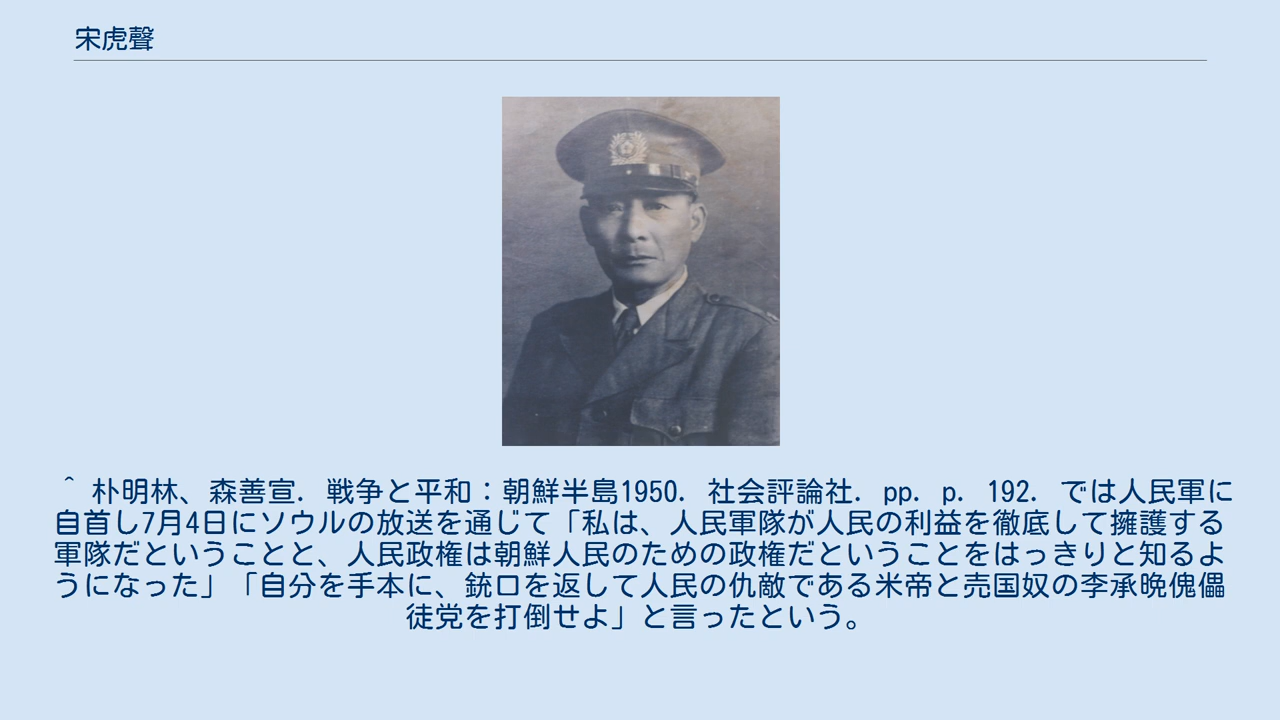 宋虎聲
^ 朴明林、森善宣. 戦争と平和：朝鮮半島1950. 社会評論社. pp. p. 192. では人民軍に
自首し7月4日にソウルの放送を通じて「私は、人民軍隊が人民の利益を徹底して擁護する
軍隊だということと、人民政権は朝鮮人民のための政権だということをはっきりと知るよ
うになった」「自分を手本に、銃口を返して人民の仇敵である米帝と売国奴の李承晩傀儡
徒党を打倒せよ」と言ったという。